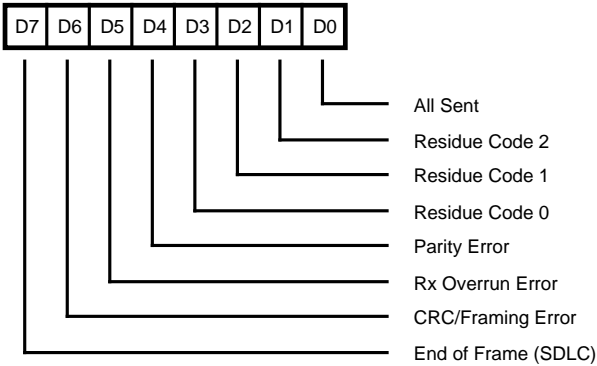 D7 D6 D5 D4 D3 D2 D1 D0
All Sent
Residue Code 2
Residue Code 1
Residue Code 0
Parity Error
Rx Overrun Error
CRC/Framing Error
End of Frame (SDLC)